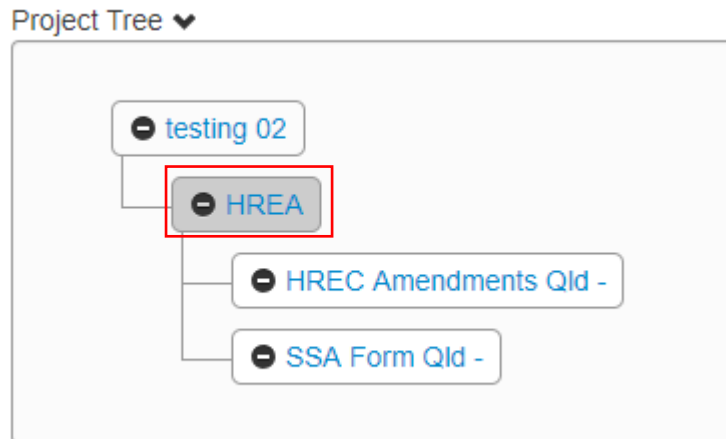 Project Tree
testing 02
HREA
HREC Amendments Qld -
SSA Form Qld -